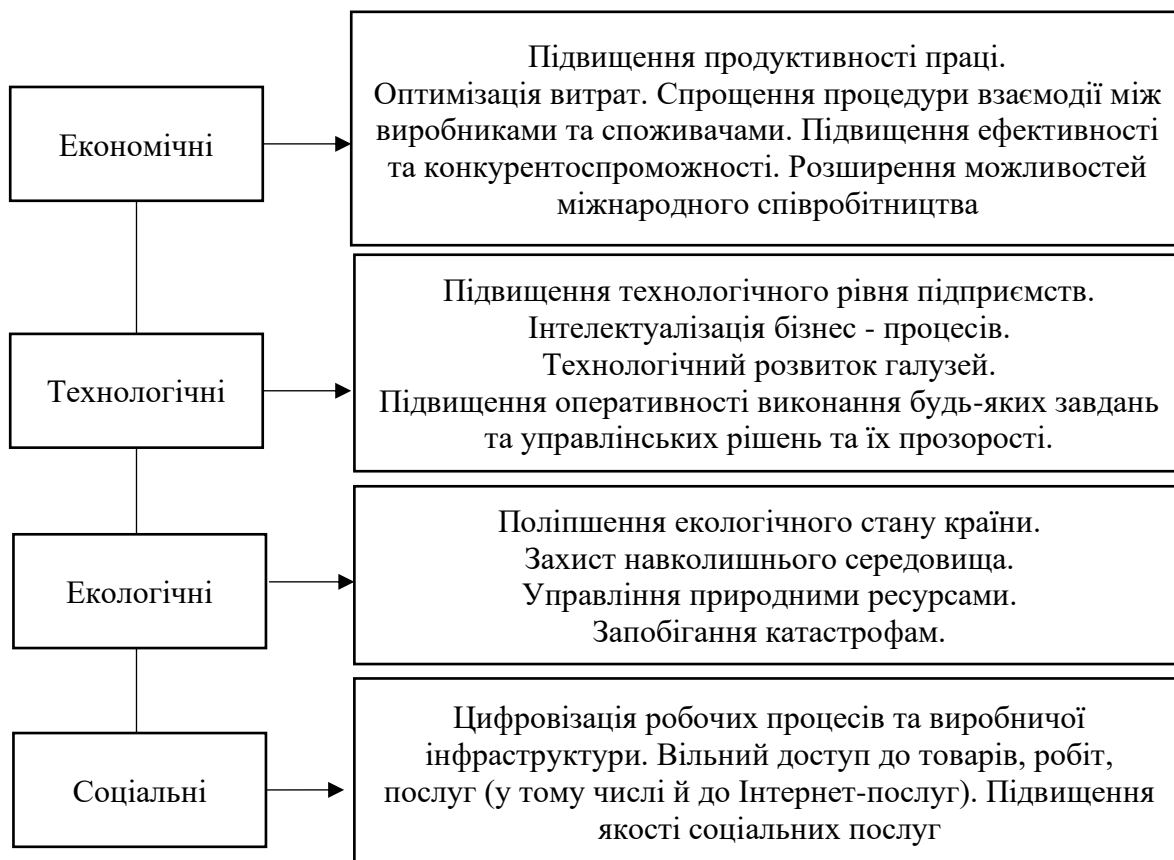 Економічні
Підвищення продуктивності праці.
Оптимізація витрат. Спрощення процедури взаємодії між
виробниками та споживачами. Підвищення ефективності
та конкурентоспроможності. Розширення можливостей
міжнародного співробітництва
Технологічні
Підвищення технологічного рівня підприємств.
Інтелектуалізація бізнес - процесів.
Технологічний розвиток галузей.
Підвищення оперативності виконання будь-яких завдань
та управлінських рішень та їх прозорості.
Екологічні
Поліпшення екологічного стану країни.
Захист навколишнього середовища.
Управління природними ресурсами.
Запобігання катастрофам.
Соціальні
Цифровізація робочих процесів та виробничої
інфраструктури. Вільний доступ до товарів, робіт,
послуг (у тому числі й до Інтернет-послуг). Підвищення
якості соціальних послуг